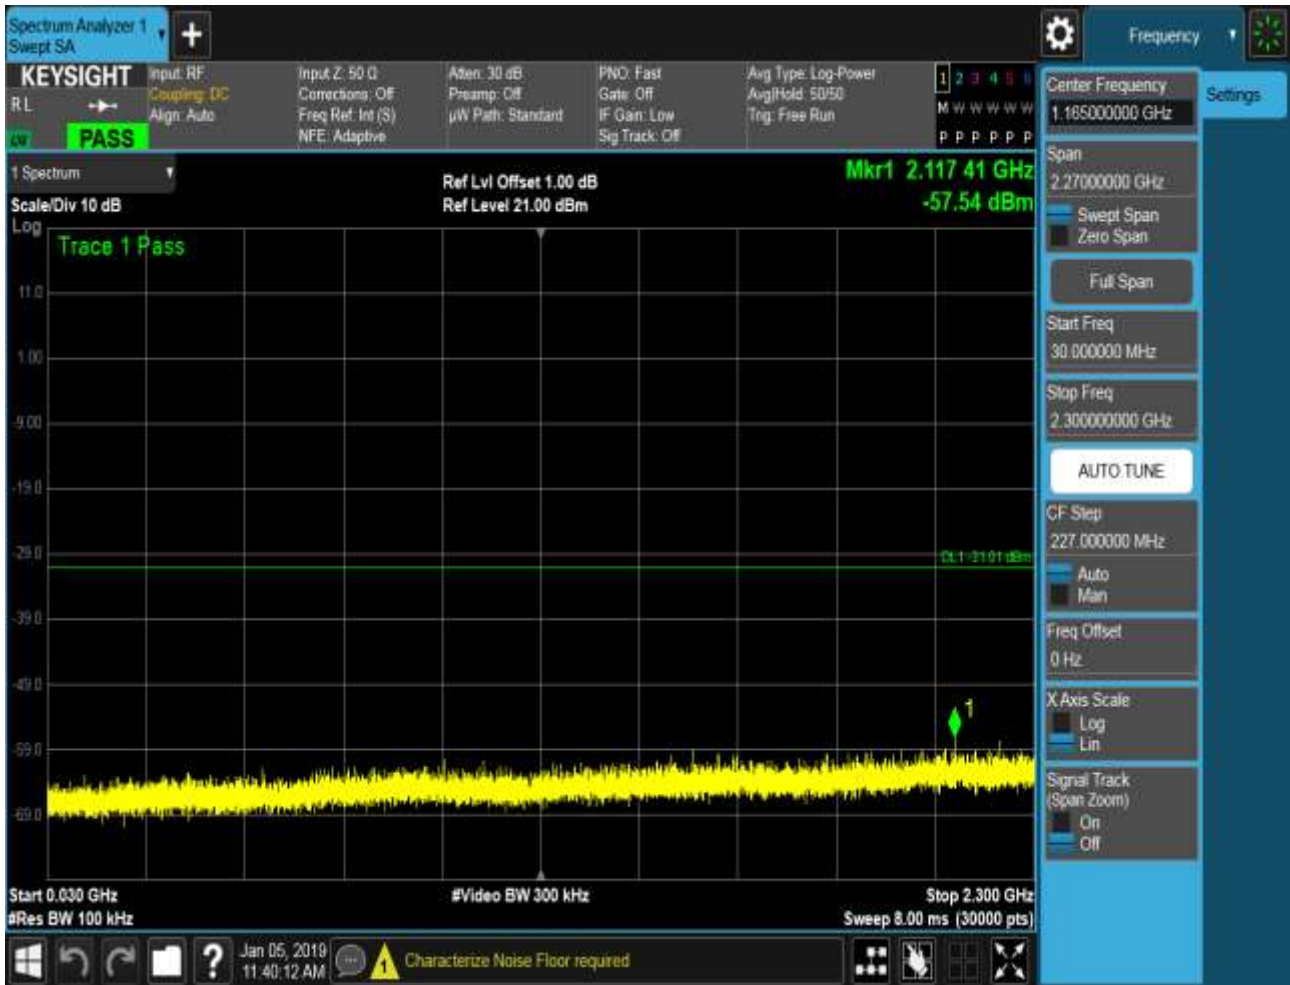 Spectrum Analyzer 1
Swept SA
Frequency
KEYSIGHT
R L
PASS
Input: RF
Coupling: DC
Align: Auto
Input Z: 50 Ω
Corrections: Off
Freq Ref: Int (S)
NFE: Adaptive
Atten: 30 dB
Preamp: Off
µW Path: Standard
PNO: Fast
Gate: Off
IF Gain: Low
Sig Track: Off
Avg Type: Log-Power
Avg|Hold: 50/50
Trig: Free Run
1 2 3 4 5 6
M W W W W W
P P P P P P
1 Spectrum
Scale/Div 10 dB
Ref Lvl Offset 1.00 dB
Ref Level 21.00 dBm
Mkr1 2.117 41 GHz
-57.54 dBm
Log
Trace 1 Pass
11.0
1.00
-9.00
-19.0
-29.0
DL1 -31.01 dBm
-39.0
-49.0
1
-59.0
-69.0
Start 0.030 GHz
#Video BW 300 kHz
Stop 2.300 GHz
#Res BW 100 kHz
Sweep 8.00 ms (30000 pts)
?
Jan 05, 2019
11:40:12 AM
1
Characterize Noise Floor required
Settings
Center Frequency
1.165000000 GHz
Span
2.27000000 GHz
Swept Span
Zero Span
Full Span
Start Freq
30.000000 MHz
Stop Freq
2.300000000 GHz
AUTO TUNE
CF Step
227.000000 MHz
Auto
Man
Freq Offset
0 Hz
X Axis Scale
Log
Lin
Signal Track
(Span Zoom)
On
Off